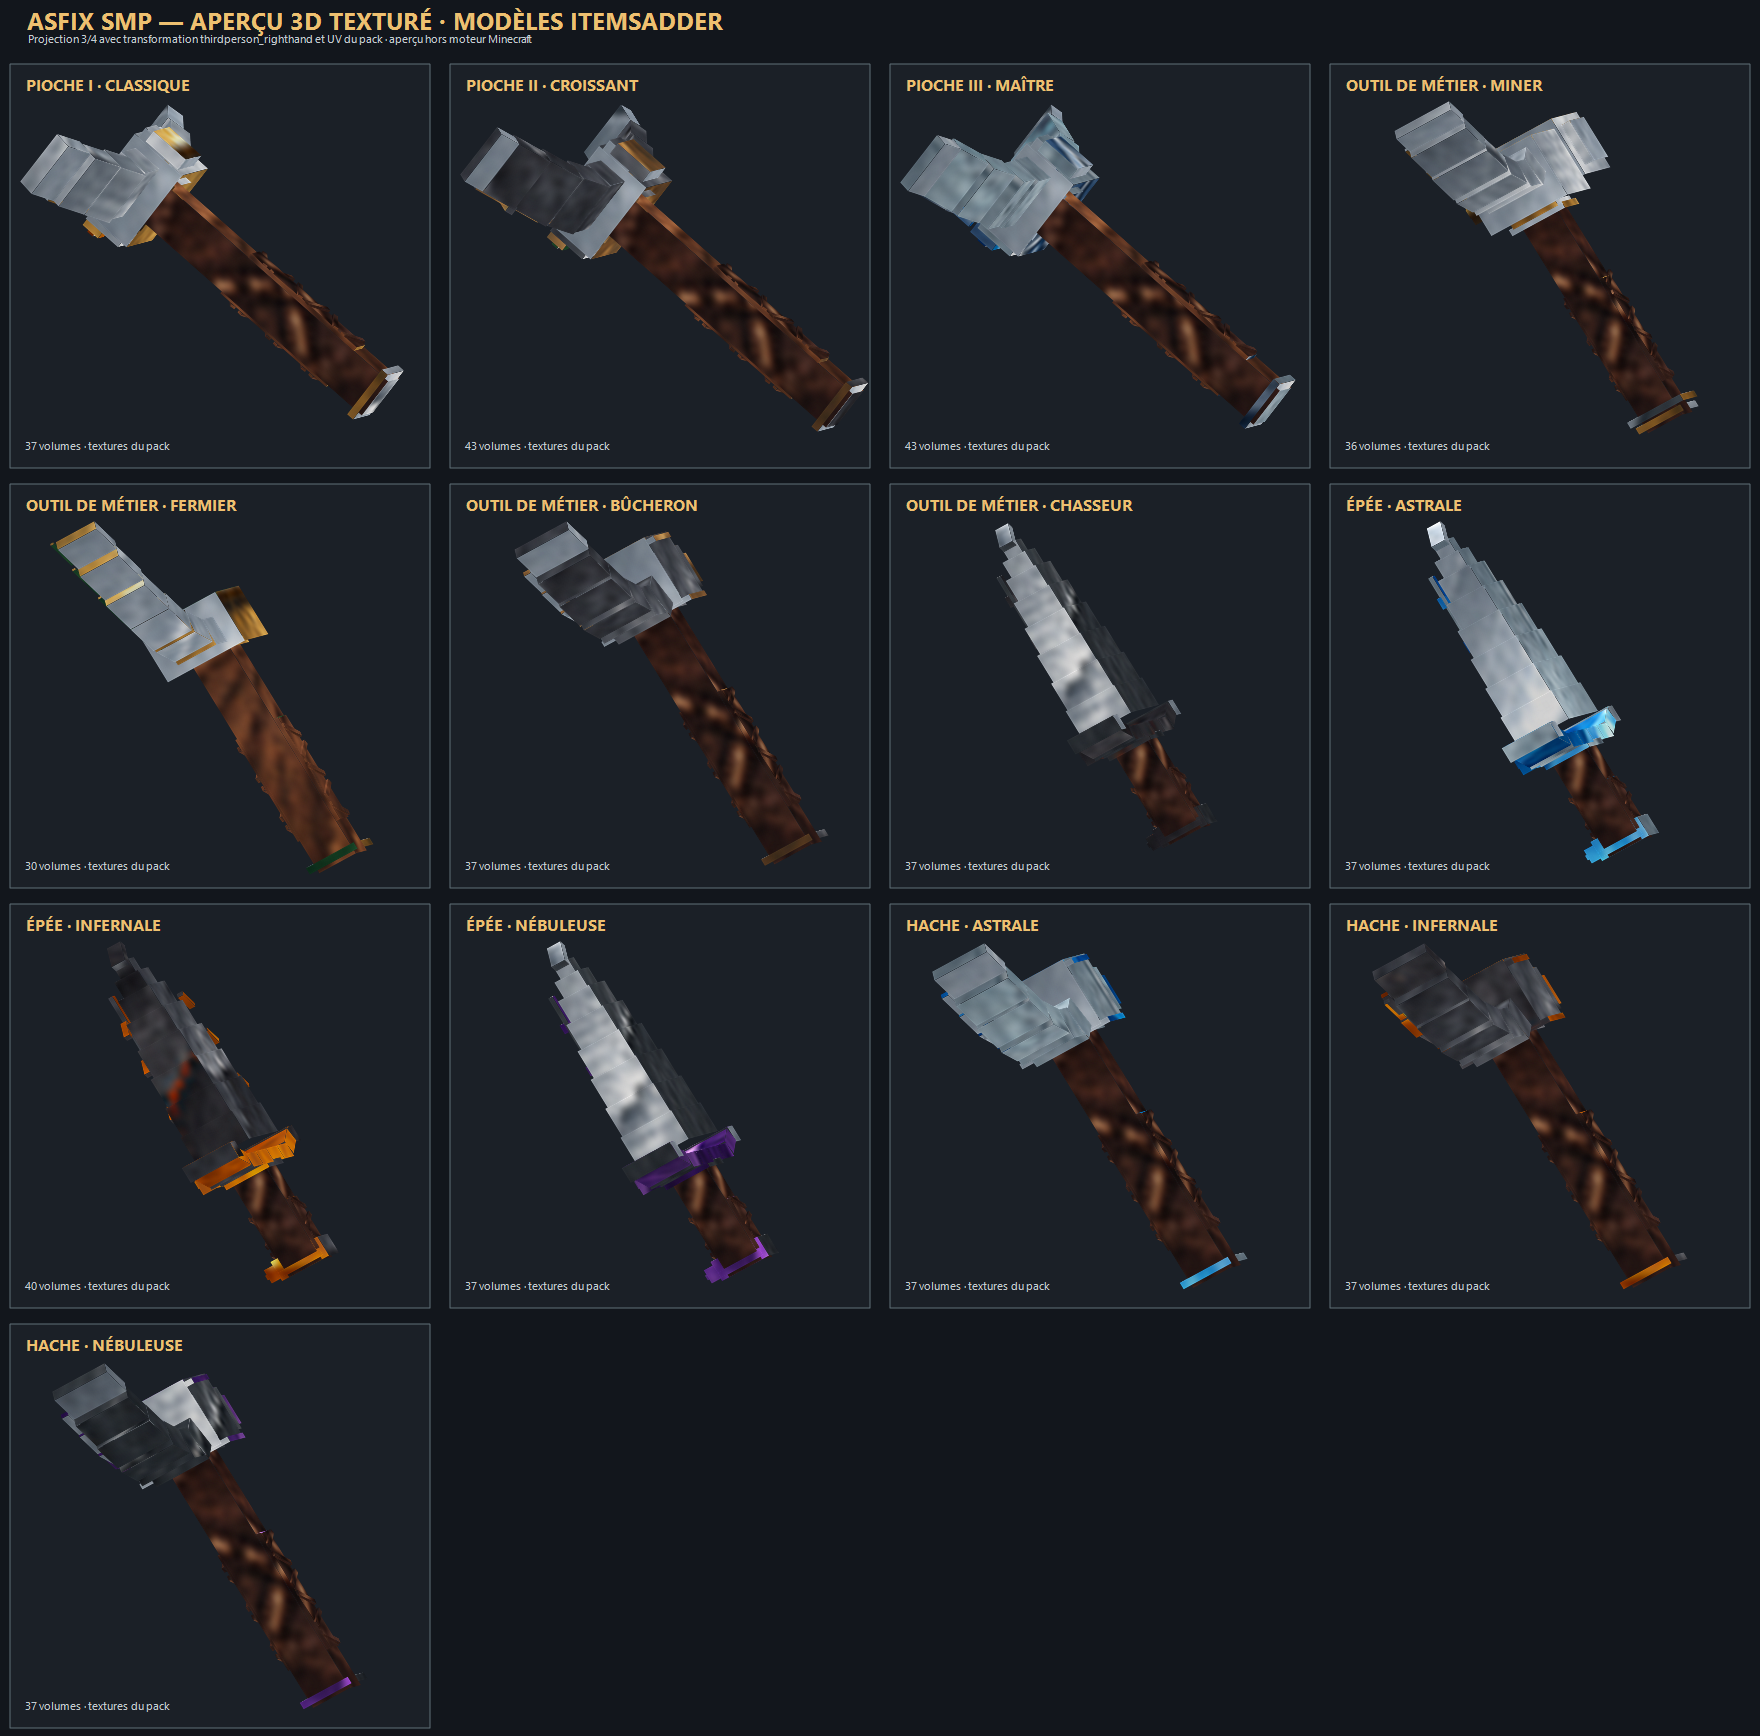 ASFIX SMP — APERÇU 3D TEXTURÉ · MODÈLES ITEMSADDER
Projection 3/4 avec transformation thirdperson_righthand et UV du pack · aperçu hors moteur Minecraft
PIOCHE I · CLASSIQUE
37 volumes · textures du pack
PIOCHE II · CROISSANT
43 volumes · textures du pack
PIOCHE III · MAÎTRE
43 volumes · textures du pack
OUTIL DE MÉTIER · MINER
36 volumes · textures du pack
OUTIL DE MÉTIER · FERMIER
30 volumes · textures du pack
OUTIL DE MÉTIER · BÛCHERON
37 volumes · textures du pack
OUTIL DE MÉTIER · CHASSEUR
37 volumes · textures du pack
ÉPÉE · ASTRALE
37 volumes · textures du pack
ÉPÉE · INFERNALE
40 volumes · textures du pack
ÉPÉE · NÉBULEUSE
37 volumes · textures du pack
HACHE · ASTRALE
37 volumes · textures du pack
HACHE · INFERNALE
37 volumes · textures du pack
HACHE · NÉBULEUSE
37 volumes · textures du pack